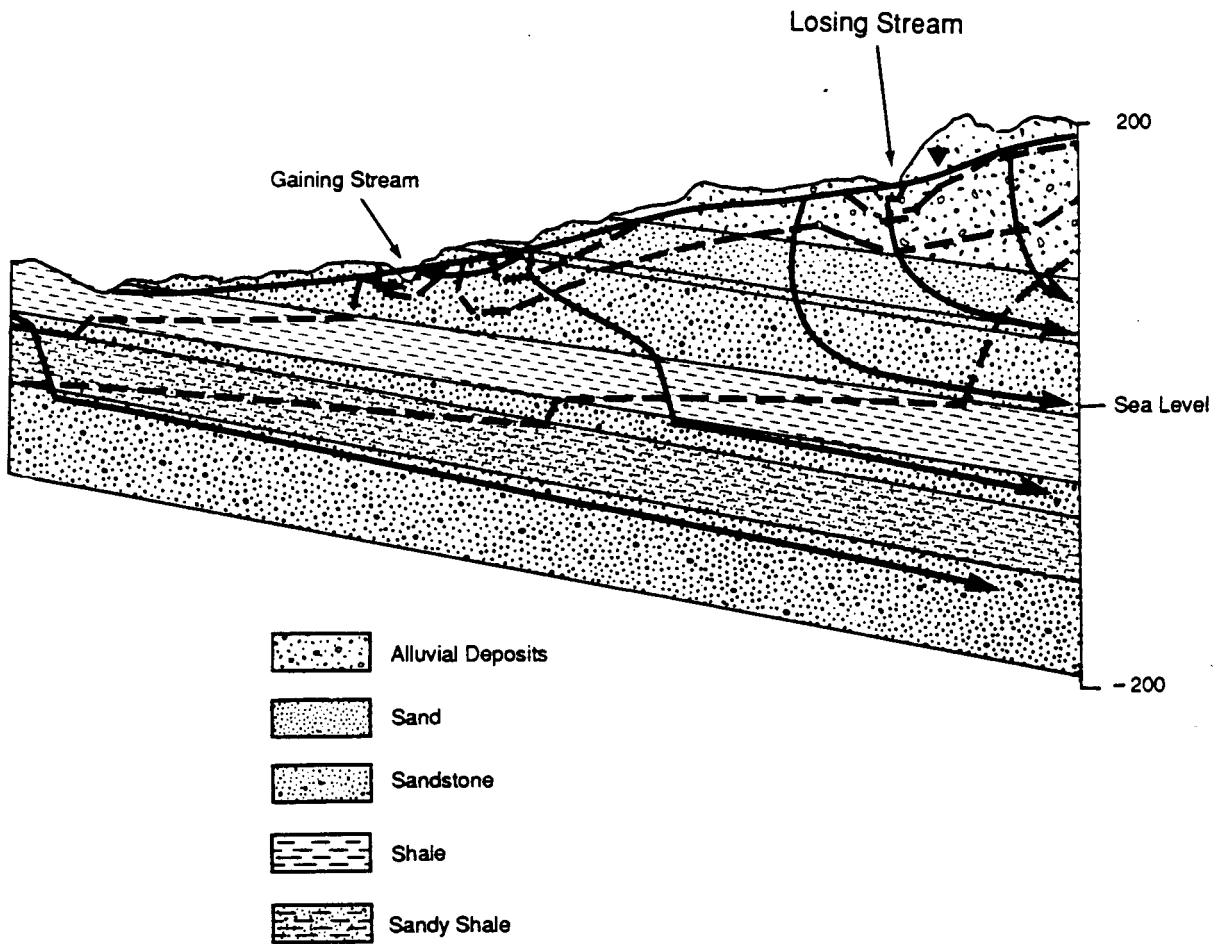 Losing Stream
200
Gaining Stream
Sea Level
-200
Alluvial Deposits
Sand
Sandstone
Shale
Sandy Shale